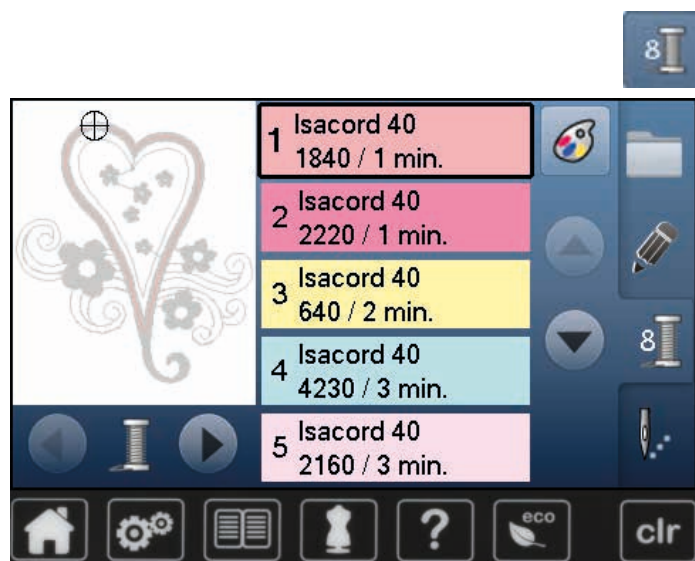 8
1 Isacord 40
1840 / 1 min.
2 Isacord 40
2220 / 1 min.
3 Isacord 40
640 / 2 min.
4 Isacord 40
4230 / 3 min.
5 Isacord 40
2160 / 3 min.
8
?
eco
clr